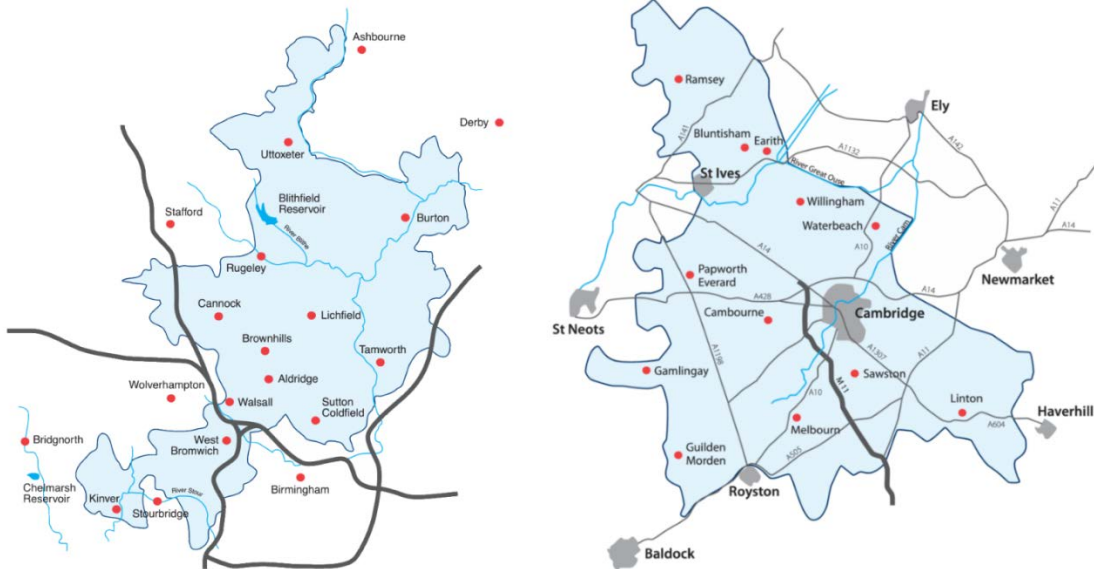 Ashbourne
Derby
Uttoxeter
Blithfield
Reservoir
Stafford
Burton
River Blithe
Rugeley
Cannock
Lichfield
Brownhills
Tamworth
Aldridge
Wolverhampton
Walsall
Sutton
Coldfield
Bridgnorth
West
Bromwich
Chelmarsh
Reservoir
Birmingham
Kinver
River Stour
Stourbridge
Ramsey
Ely
A141
Bluntisham
Earith
A1132
A142
St Ives
River Great Ouse
Willingham
A11
Waterbeach
A10
River Cam
A14
A14
Newmarket
Papworth
Everard
A14
A428
St Neots
Cambourne
Cambridge
A1198
A1307
A11
Gamlingay
M11
Sawston
Linton
A10
Haverhill
A604
Melbourn
Guilden
Morden
A505
Royston
Baldock